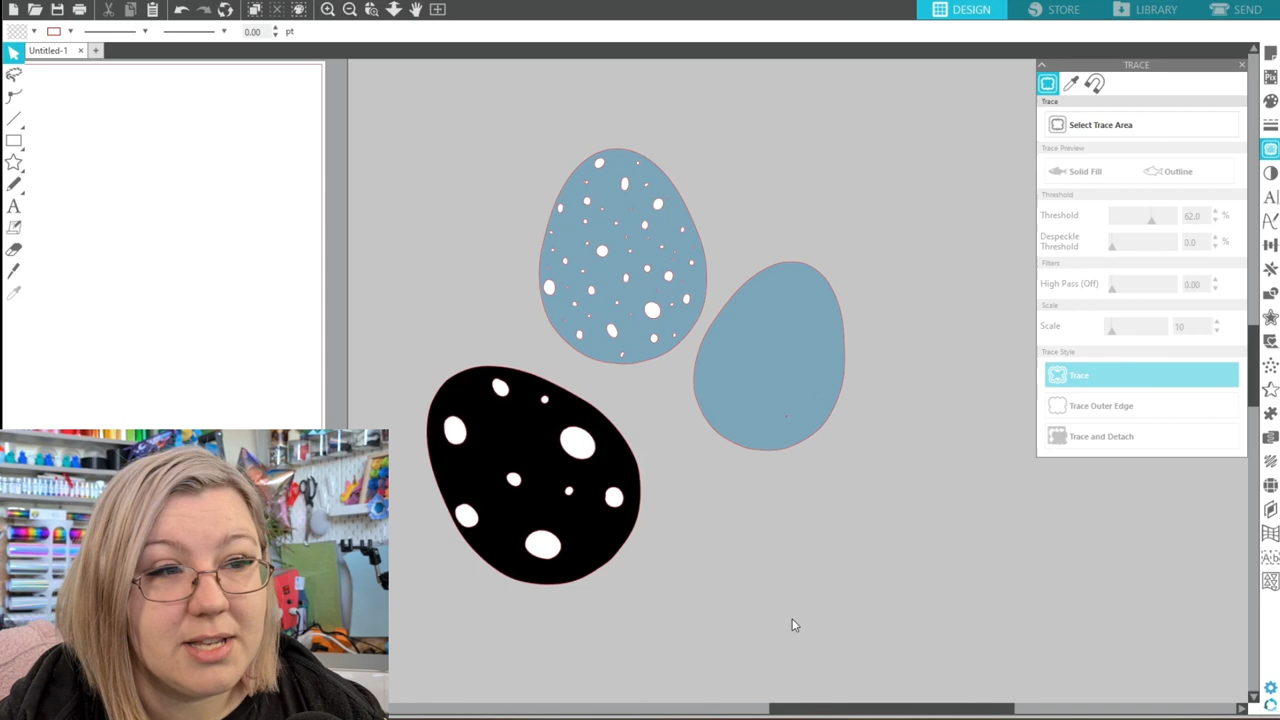 DESIGN STORE LIBRARY SEND
0.00 pt
Untitled-1 × +
TRACE
Trace
Select Trace Area
Trace Preview
Solid Fill Outline
Threshold
Threshold 62.0 %
Despeckle
Threshold 0.0 %
Filters
High Pass (Off) 0.00
Scale
Scale 10
Trace Style
Trace
Trace Outer Edge
Trace and Detach
Pix
A
A